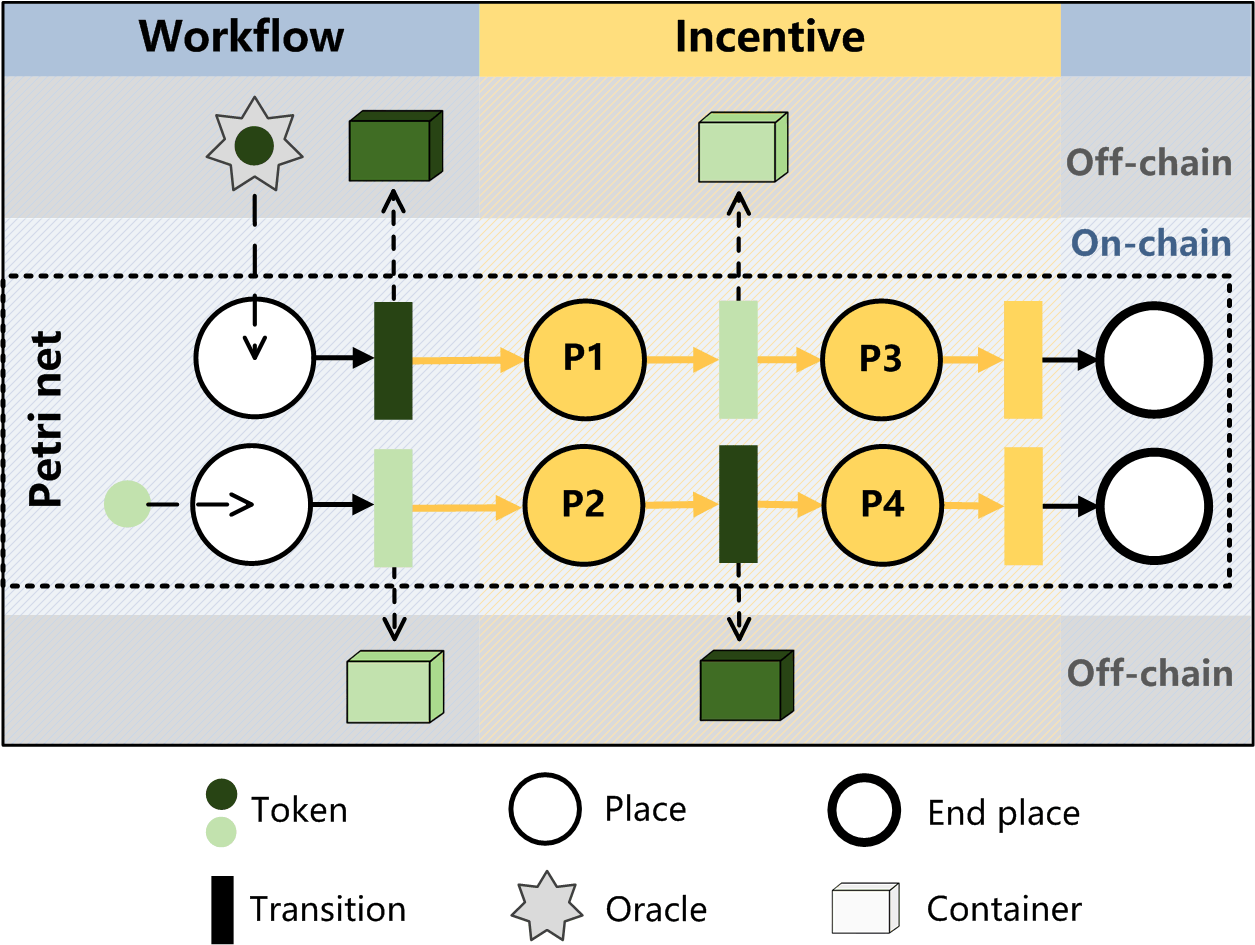 Workflow
Incentive
Off-chain
On-chain
Petri net
P1
P3
P2
P4
Off-chain
Token
Place
End place
Transition
Oracle
Container